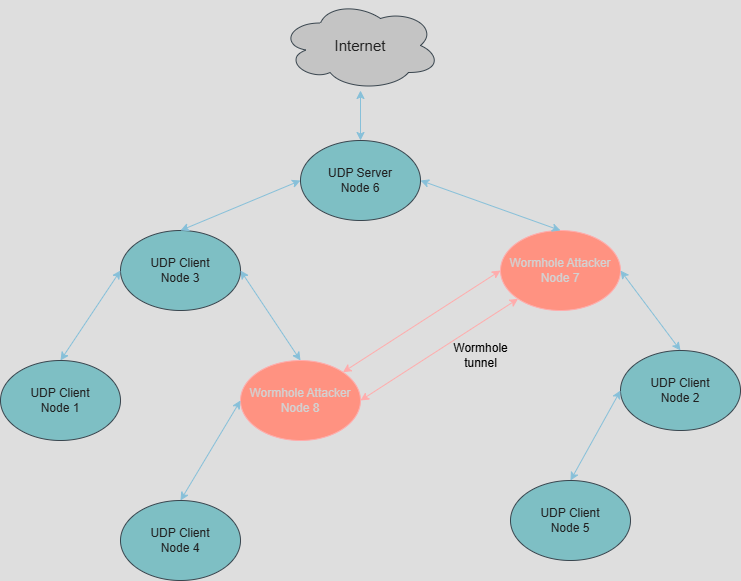 Internet
UDP Server
Node 6
UDP Client
Node 3
Wormhole Attacker
Node 7
Wormhole
tunnel
UDP Client
Node 1
Wormhole Attacker
Node 8
UDP Client
Node 2
UDP Client
Node 4
UDP Client
Node 5